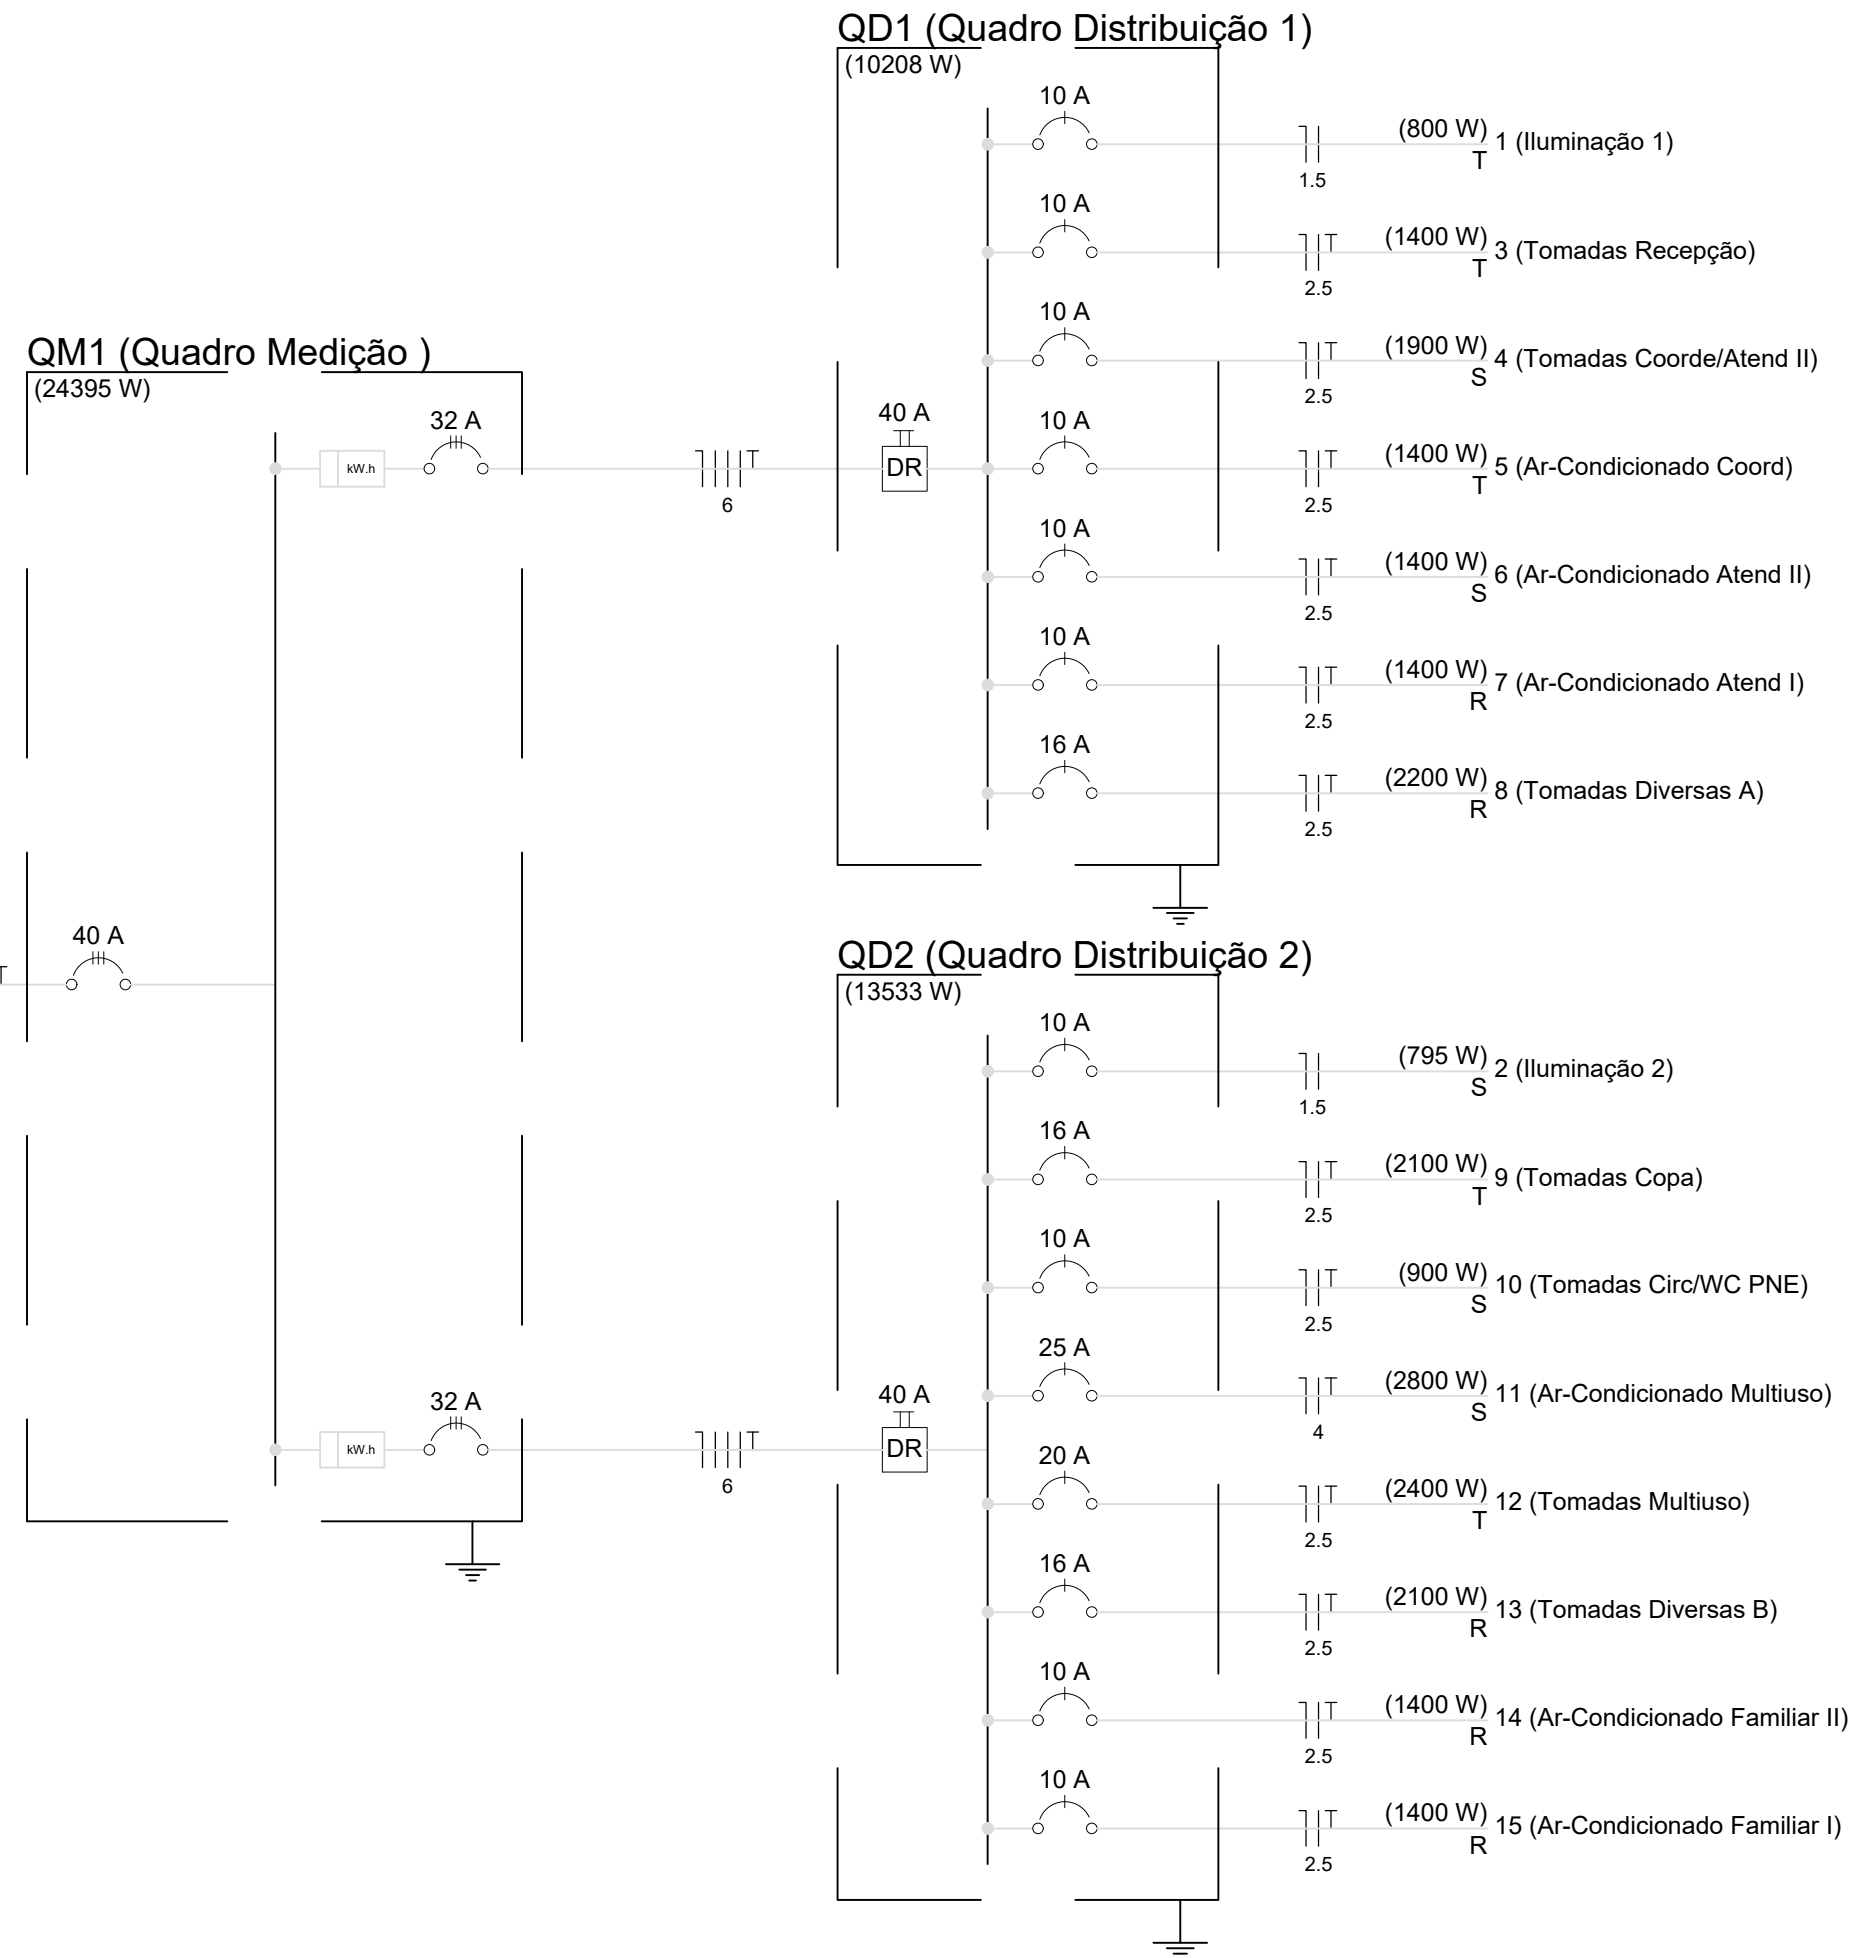 QD1 (Quadro Distribuição 1)
(10208 W)
10 A
(800 W)
T
1 (Iluminação 1)
1.5
10 A
(1400 W)
T
3 (Tomadas Recepção)
2.5
10 A
(1900 W)
S
4 (Tomadas Coorde/Atend II)
2.5
QM1 (Quadro Medição )
(24395 W)
32 A
kW.h
6
40 A
DR
10 A
(1400 W)
T
5 (Ar-Condicionado Coord)
2.5
10 A
(1400 W)
S
6 (Ar-Condicionado Atend II)
2.5
10 A
(1400 W)
R
7 (Ar-Condicionado Atend I)
2.5
16 A
(2200 W)
R
8 (Tomadas Diversas A)
2.5
40 A
QD2 (Quadro Distribuição 2)
(13533 W)
10 A
(795 W)
S
2 (Iluminação 2)
1.5
16 A
(2100 W)
T
9 (Tomadas Copa)
2.5
10 A
(900 W)
S
10 (Tomadas Circ/WC PNE)
2.5
25 A
(2800 W)
S
11 (Ar-Condicionado Multiuso)
4
32 A
kW.h
6
40 A
DR
20 A
(2400 W)
T
12 (Tomadas Multiuso)
2.5
16 A
(2100 W)
R
13 (Tomadas Diversas B)
2.5
10 A
(1400 W)
R
14 (Ar-Condicionado Familiar II)
2.5
10 A
(1400 W)
R
15 (Ar-Condicionado Familiar I)
2.5